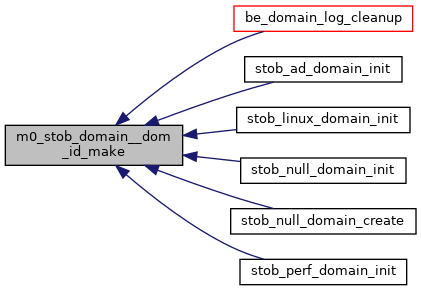 be_domain_log_cleanup
stob_ad_domain_init
stob_linux_domain_init
m0_stob_domain__dom
_id_make
stob_null_domain_init
stob_null_domain_create
stob_perf_domain_init